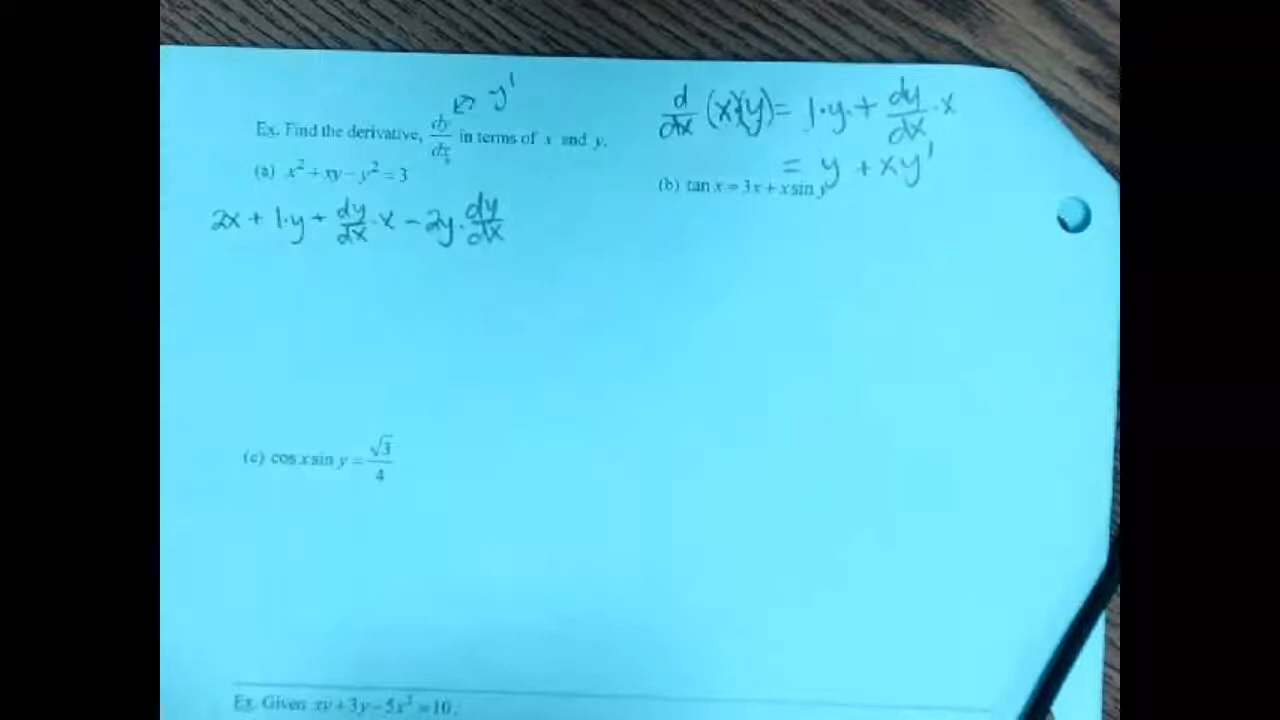 y'
Ex. Find the derivative, dy/dx in terms of x and y.
(a) x² + xy − y² = 3
2x + 1·y + dy/dx · x − 2y · dy/dx
d/dx (x)(y) = 1·y + dy/dx · x
= y + xy'
(b) tan x = 3x + x sin y
(c) cos x sin y = √3/4
Ex. Given xy + 3y − 5x² = 10.